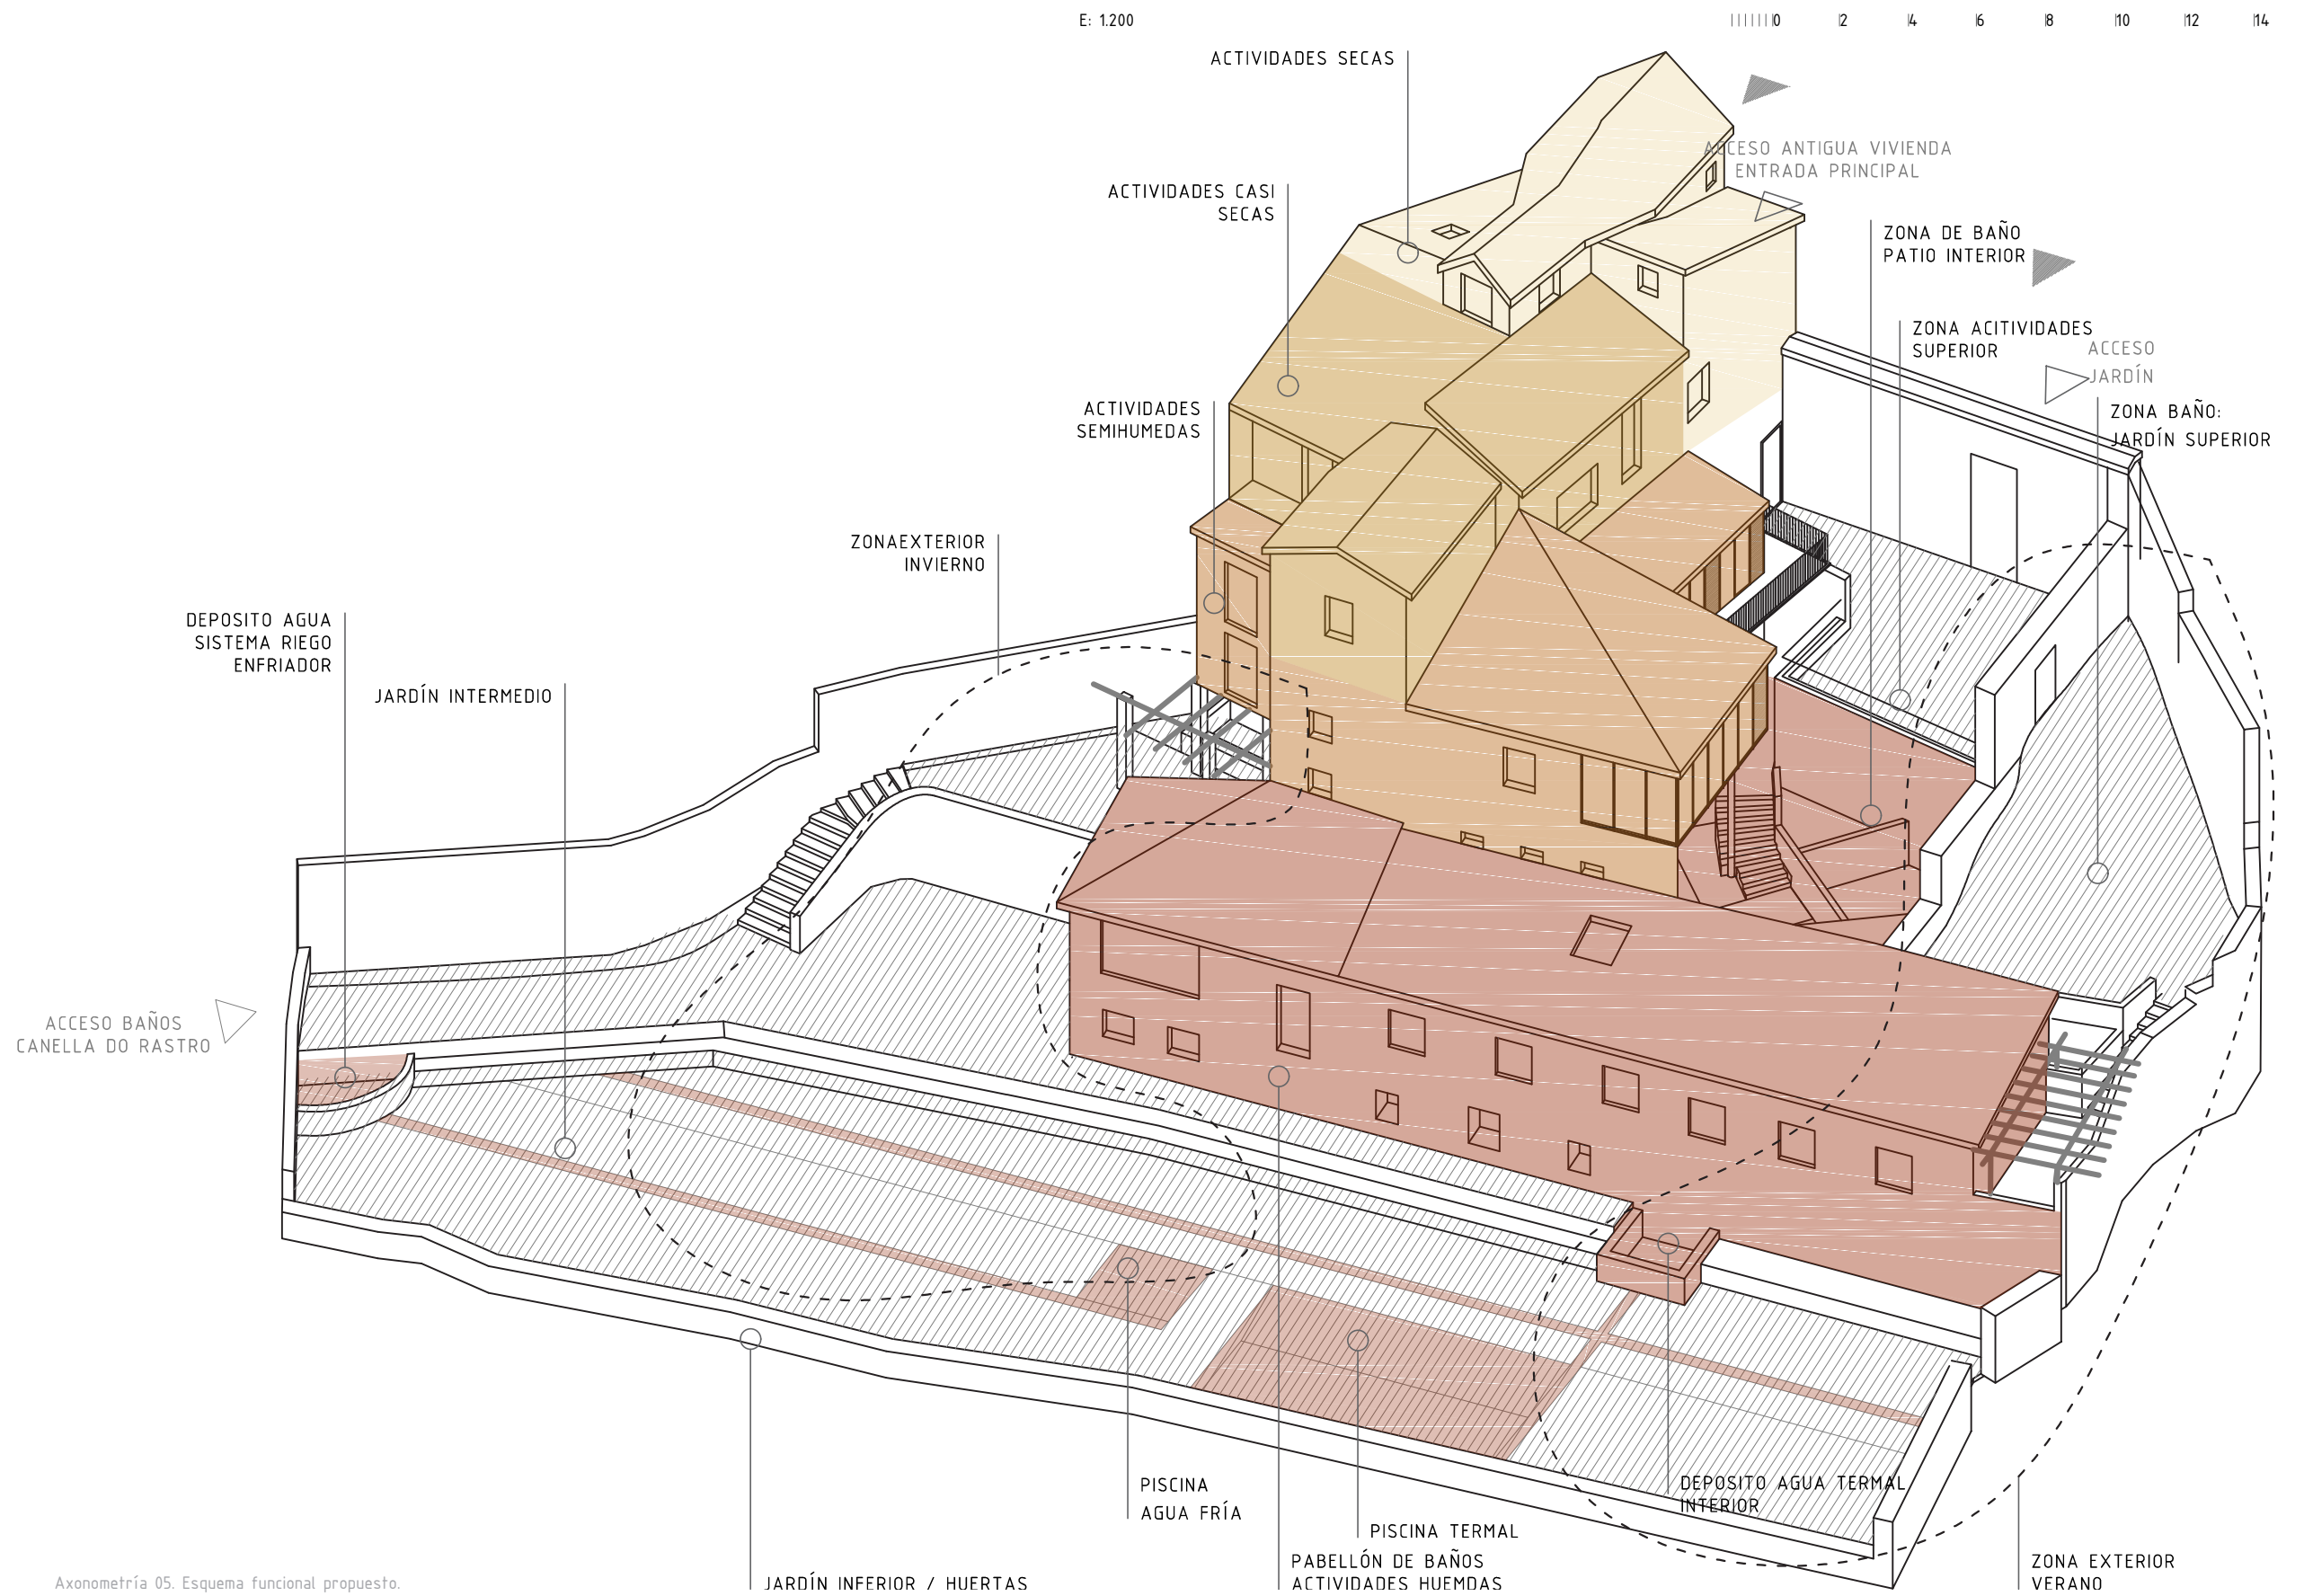 E: 1.200
0 2 4 6 8 10 12 14
ACTIVIDADES SECAS
ACCESO ANTIGUA VIVIENDA
ENTRADA PRINCIPAL
ACTIVIDADES CASI
SECAS
ZONA DE BAÑO
PATIO INTERIOR
ZONA ACITIVIDADES
SUPERIOR
ACCESO
JARDÍN
ZONA BAÑO:
JARDÍN SUPERIOR
ACTIVIDADES
SEMIHUMEDAS
ZONAEXTERIOR
INVIERNO
DEPOSITO AGUA
SISTEMA RIEGO
ENFRIADOR
JARDÍN INTERMEDIO
ACCESO BAÑOS
CANELLA DO RASTRO
PISCINA
AGUA FRÍA
DEPOSITO AGUA TERMAL
INTERIOR
PISCINA TERMAL
PABELLÓN DE BAÑOS
ACTIVIDADES HUEMDAS
ZONA EXTERIOR
VERANO
JARDÍN INFERIOR / HUERTAS
Axonometría 05. Esquema funcional propuesto.